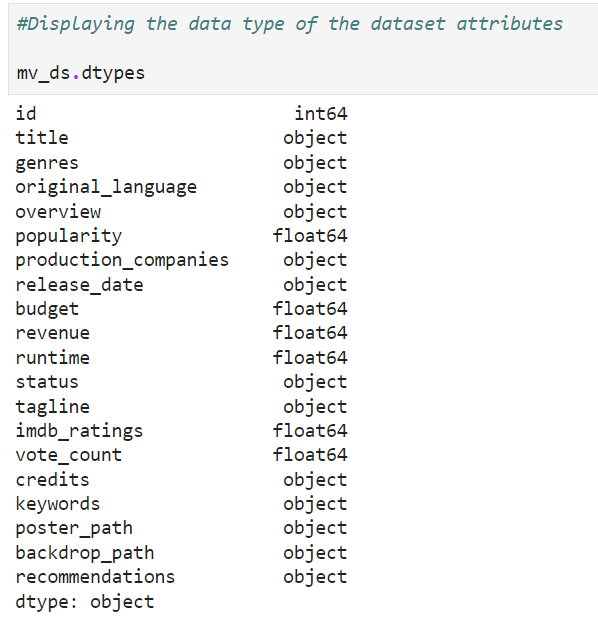 #Displaying the data type of the dataset attributes
mv_ds.dtypes
id int64
title object
genres object
original_language object
overview object
popularity float64
production_companies object
release_date object
budget float64
revenue float64
runtime float64
status object
tagline object
imdb_ratings float64
vote_count float64
credits object
keywords object
poster_path object
backdrop_path object
recommendations object
dtype: object